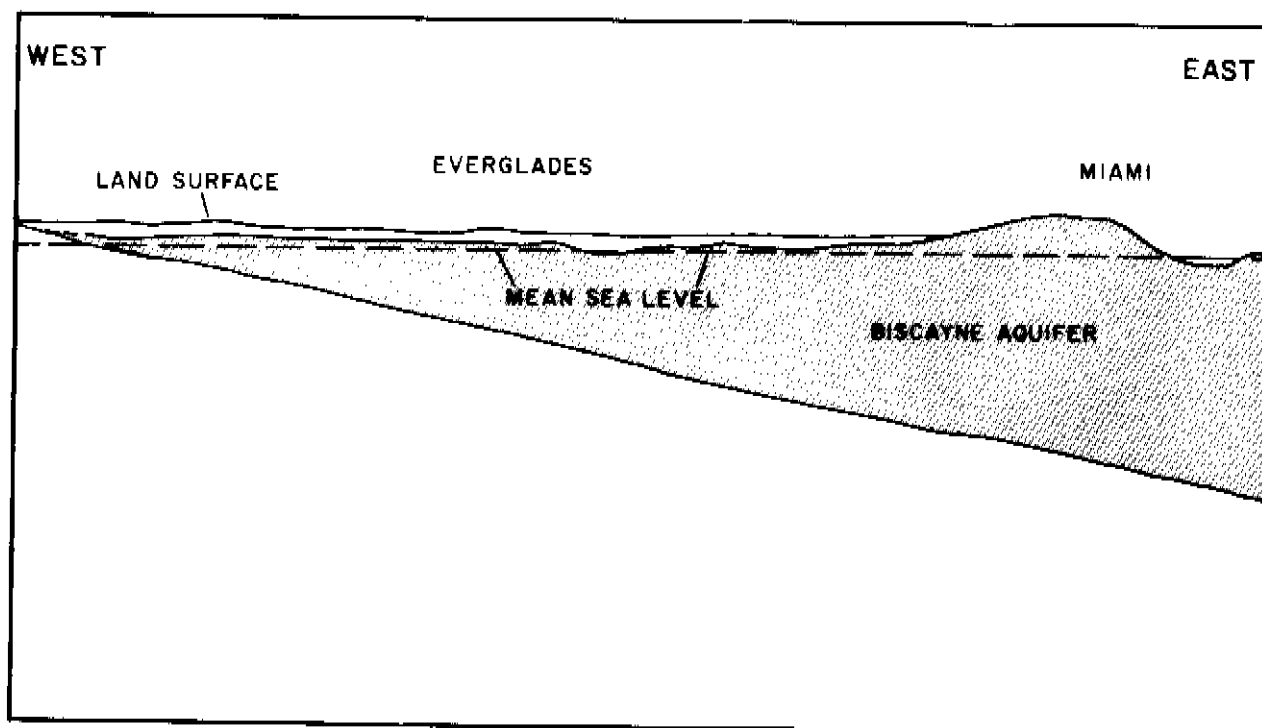 WEST
EAST
EVERGLADES
MIAMI
LAND SURFACE
MEAN SEA LEVEL
BISCAYNE AQUIFER